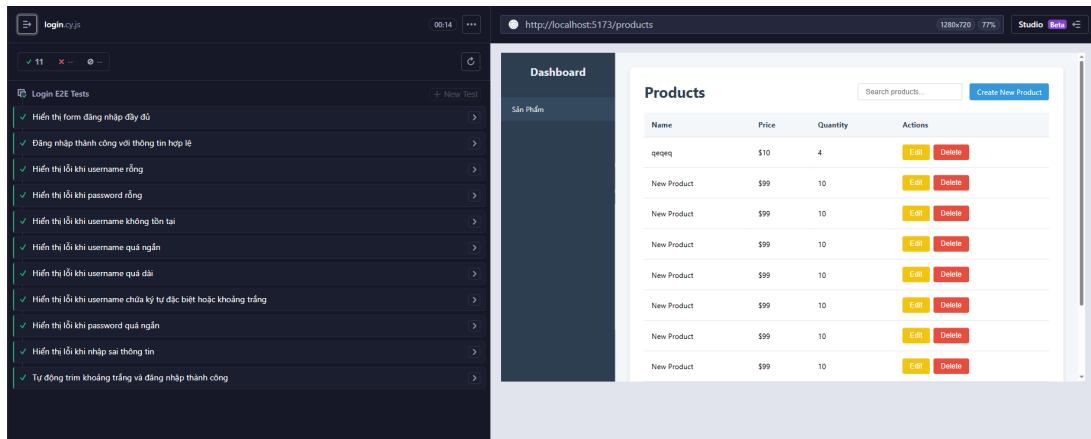 login.cy.js
00:14
✓ 11 × -- ⊘ --
Login E2E Tests
+ New Test
Hiển thị form đăng nhập đầy đủ
Đăng nhập thành công với thông tin hợp lệ
Hiển thị lỗi khi username rỗng
Hiển thị lỗi khi password rỗng
Hiển thị lỗi khi username không tồn tại
Hiển thị lỗi khi username quá ngắn
Hiển thị lỗi khi username quá dài
Hiển thị lỗi khi username chứa ký tự đặc biệt hoặc khoảng trắng
Hiển thị lỗi khi password quá ngắn
Hiển thị lỗi khi nhập sai thông tin
Tự động trim khoảng trắng và đăng nhập thành công
http://localhost:5173/products
1280x720 77%
Studio Beta
Dashboard
Sản Phẩm
Products
Search products...
Create New Product
Name Price Quantity Actions
qeqeq $10 4 Edit Delete
New Product $99 10 Edit Delete
New Product $99 10 Edit Delete
New Product $99 10 Edit Delete
New Product $99 10 Edit Delete
New Product $99 10 Edit Delete
New Product $99 10 Edit Delete
New Product $99 10 Edit Delete